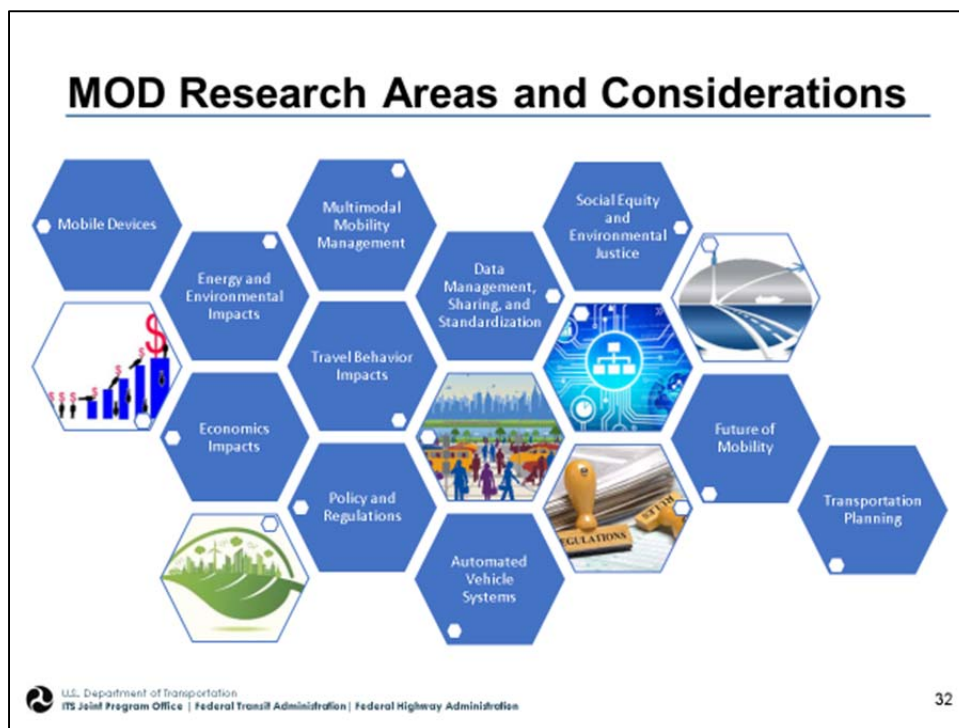 MOD Research Areas and Considerations
Mobile Devices
Energy and
Environmental
Impacts
Multimodal
Mobility
Management
Data
Management,
Sharing, and
Standardization
Social Equity
and
Environmental
Justice
Travel Behavior
Impacts
$ $ $ $ $ $ $
Economics
Impacts
Policy and
Regulations
Automated
Vehicle
Systems
RULES
EGULATIONS
Future of
Mobility
Transportation
Planning
U.S. Department of Transportation
ITS Joint Program Office | Federal Transit Administration | Federal Highway Administration
32